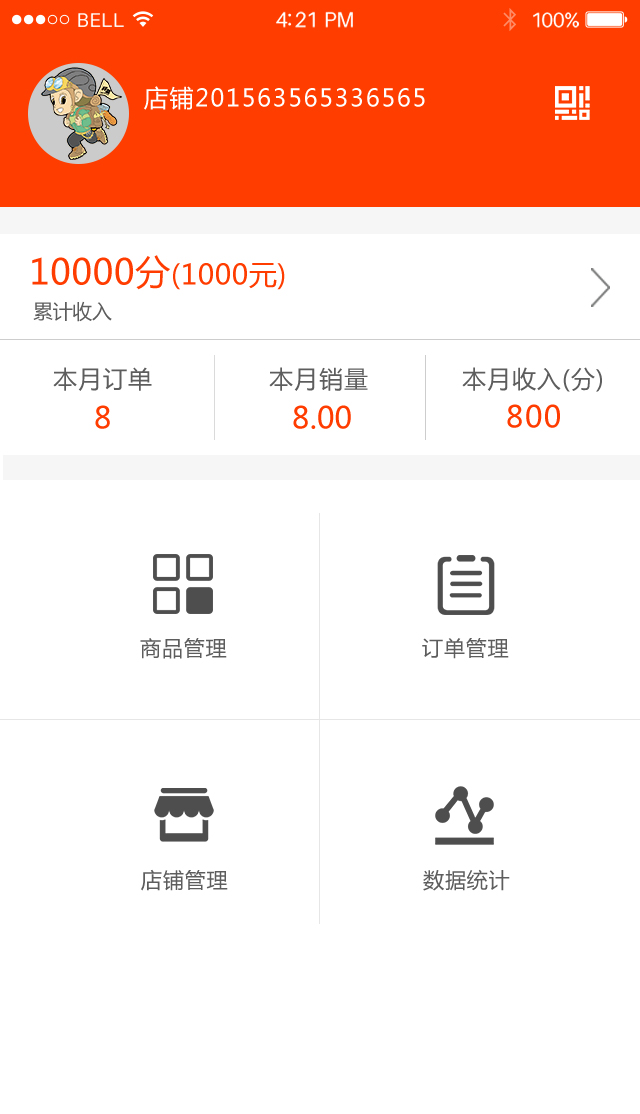 BELL 4:21 PM 100%
店铺201563565336565
10000分(1000元)
累计收入
本月订单 本月销量 本月收入(分)
8 8.00 800
商品管理 订单管理
店铺管理 数据统计